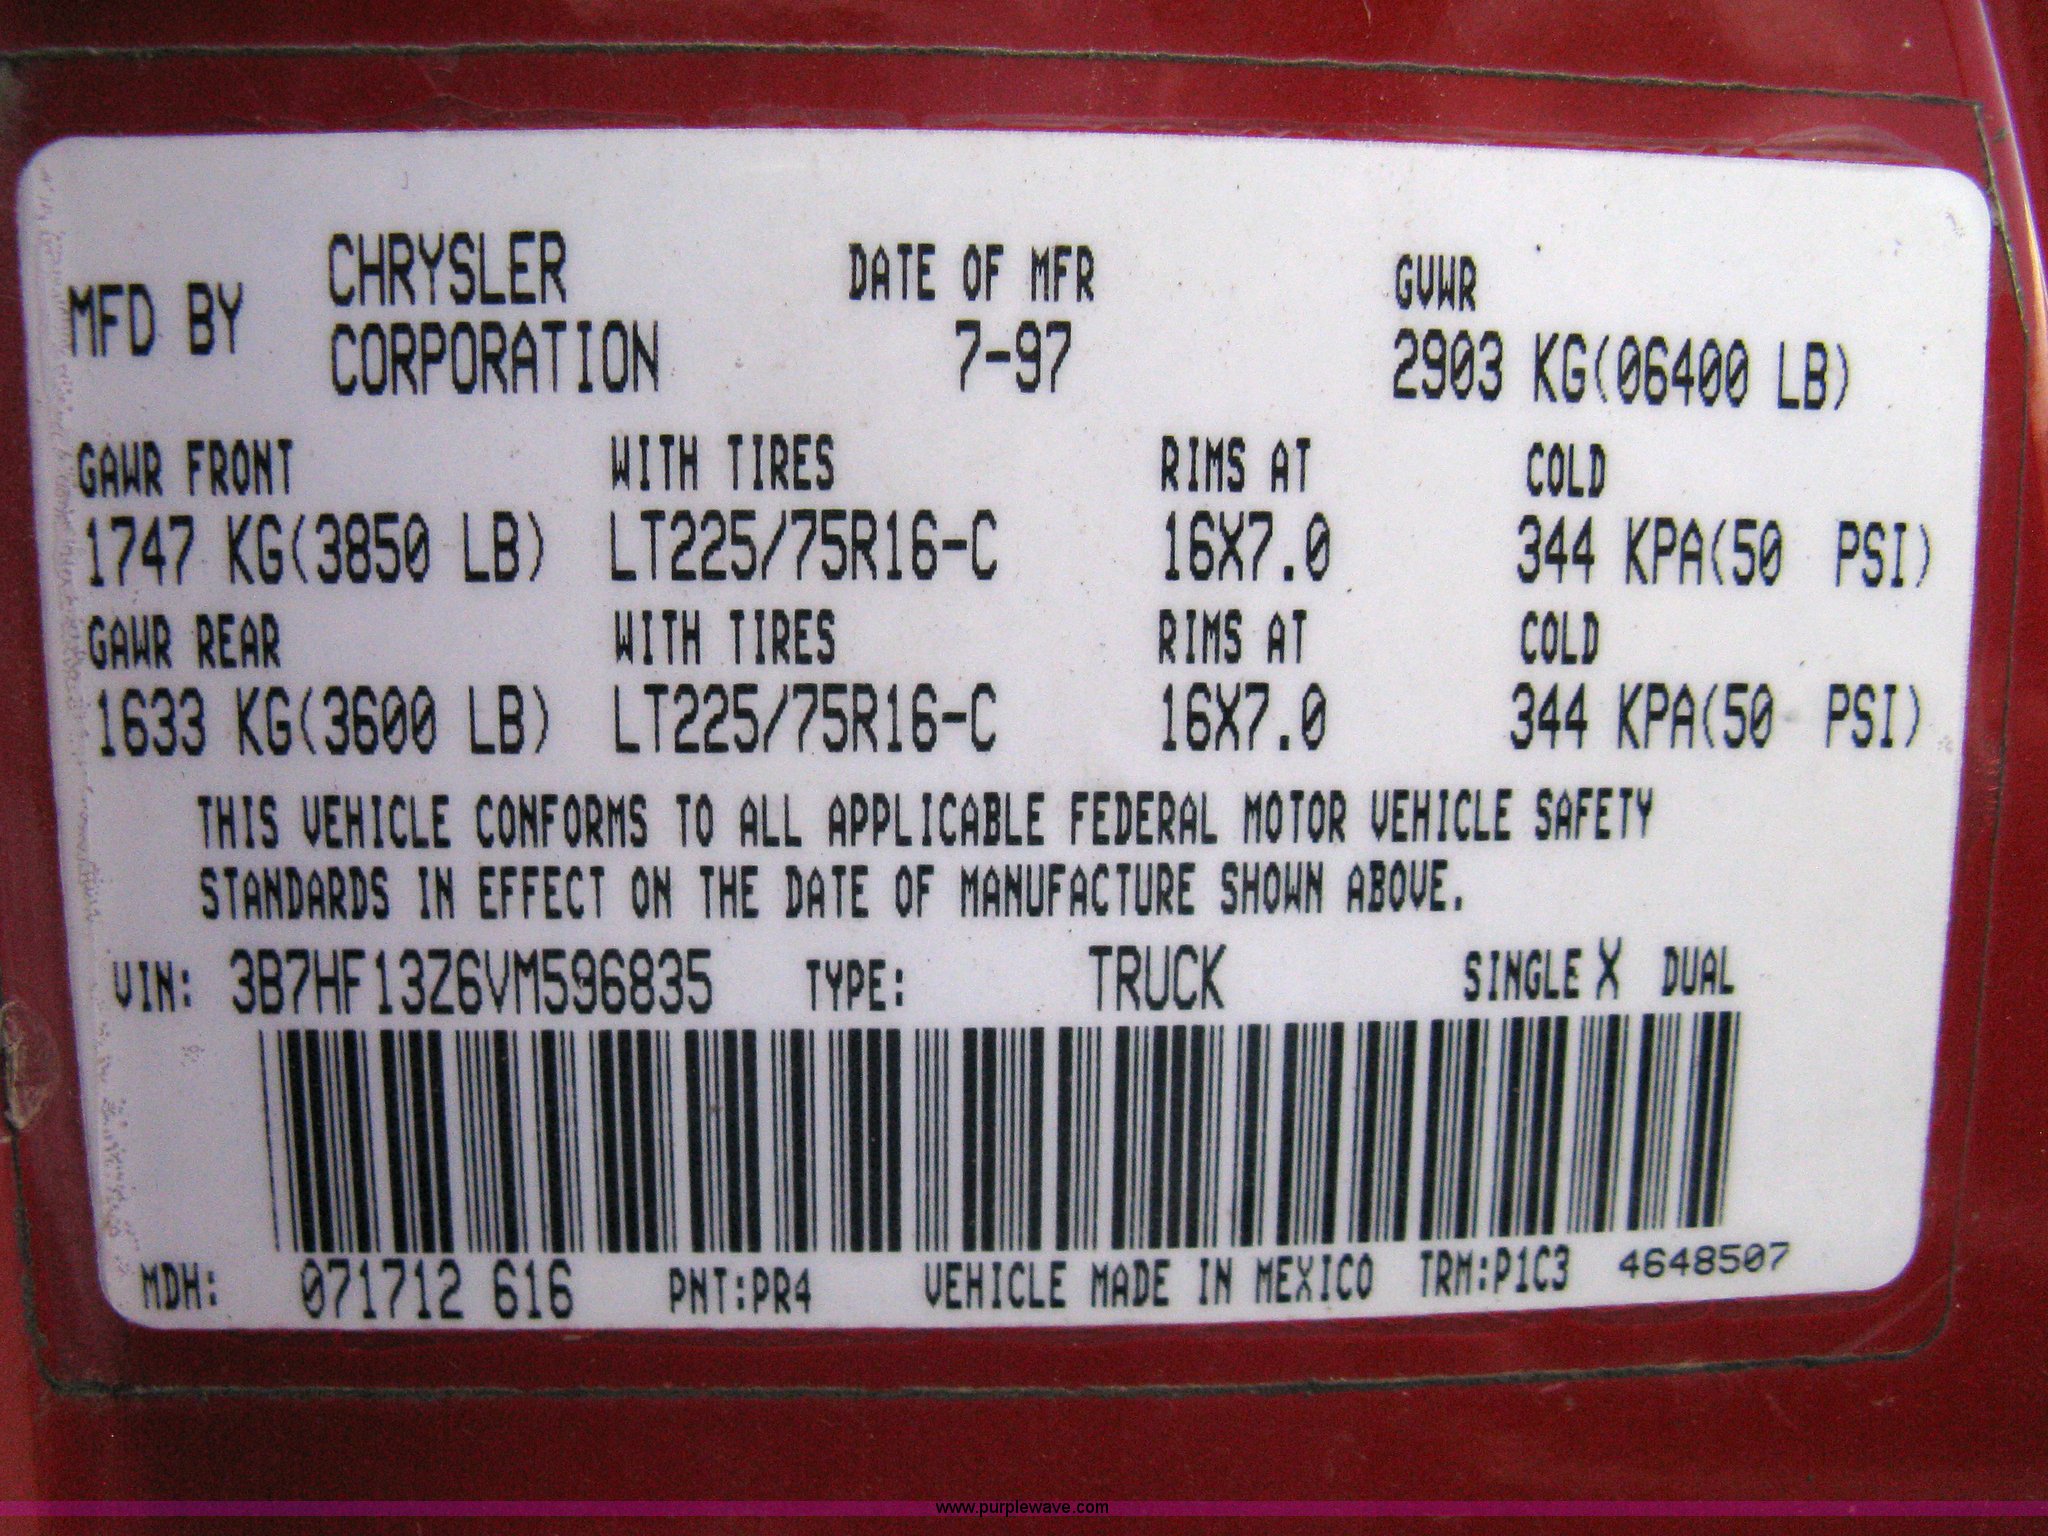 MFD BY CHRYSLER CORPORATION DATE OF MFR 7-97 GVWR 2903 KG(06400 LB)
GAWR FRONT WITH TIRES RIMS AT COLD
1747 KG(3850 LB) LT225/75R16-C 16X7.0 344 KPA(50 PSI)
GAWR REAR WITH TIRES RIMS AT COLD
1633 KG(3600 LB) LT225/75R16-C 16X7.0 344 KPA(50 PSI)
THIS VEHICLE CONFORMS TO ALL APPLICABLE FEDERAL MOTOR VEHICLE SAFETY
STANDARDS IN EFFECT ON THE DATE OF MANUFACTURE SHOWN ABOVE.
VIN: 3B7HF13Z6VM596835 TYPE: TRUCK SINGLE X DUAL
MDH: 071712 616 PNT:PR4 VEHICLE MADE IN MEXICO TRM:P1C3 4648507
www.purplewave.com